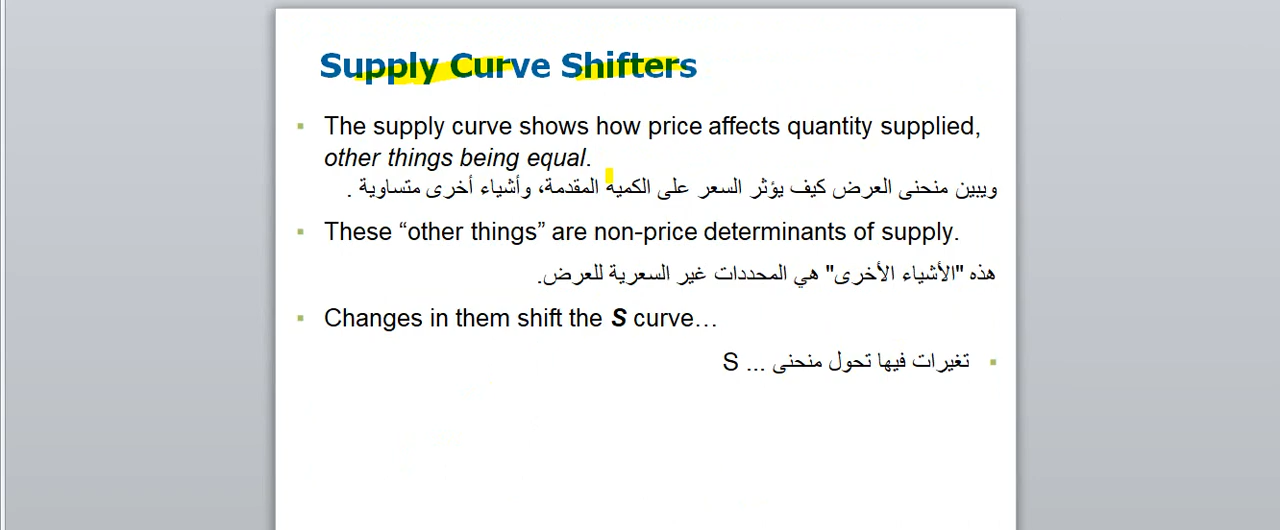 Supply Curve Shifters
The supply curve shows how price affects quantity supplied,
other things being equal.
ويبين منحنى العرض كيف يؤثر السعر على الكمية المقدمة، وأشياء أخرى متساوية .
These “other things” are non-price determinants of supply.
هذه "الأشياء الأخرى" هي المحددات غير السعرية للعرض.
Changes in them shift the S curve…
تغيرات فيها تحول منحنى S ...